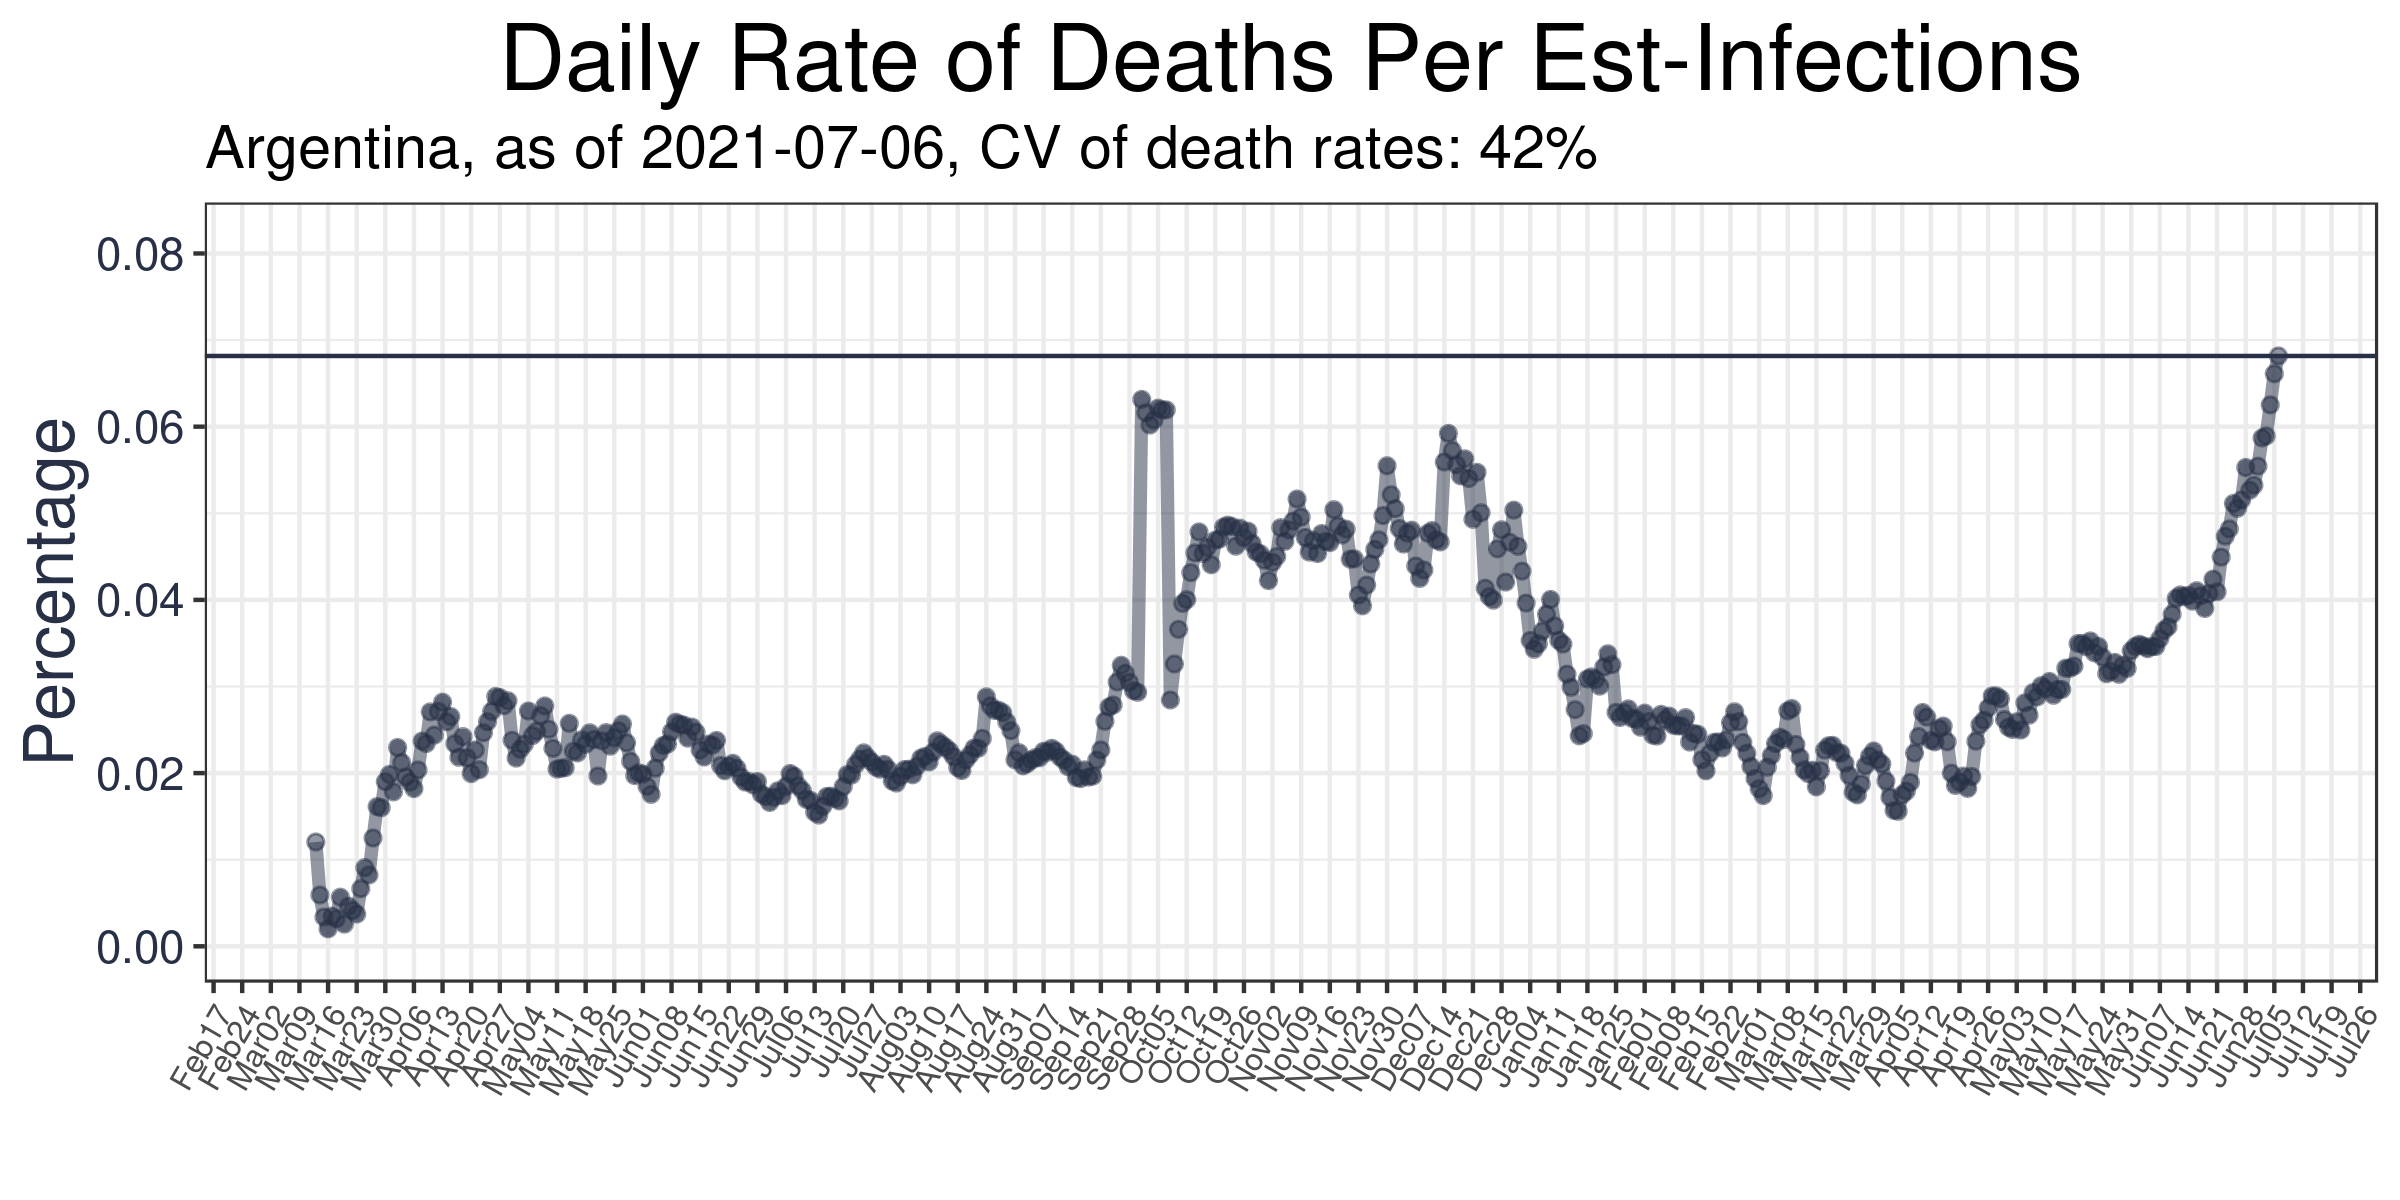 Daily Rate of Deaths Per Est-Infections
Argentina, as of 2021-07-06, CV of death rates: 42%
Percentage
0.08
0.06
0.04
0.02
0.00
Feb17
Feb24
Mar02
Mar09
Mar16
Mar23
Mar30
Apr06
Apr13
Apr20
Apr27
May04
May11
May18
May25
Jun01
Jun08
Jun15
Jun22
Jun29
Jul06
Jul13
Jul20
Jul27
Aug03
Aug10
Aug17
Aug24
Aug31
Sep07
Sep14
Sep21
Sep28
Oct05
Oct12
Oct19
Oct26
Nov02
Nov09
Nov16
Nov23
Nov30
Dec07
Dec14
Dec21
Dec28
Jan04
Jan11
Jan18
Jan25
Feb01
Feb08
Feb15
Feb22
Mar01
Mar08
Mar15
Mar22
Mar29
Apr05
Apr12
Apr19
Apr26
May03
May10
May17
May24
May31
Jun07
Jun14
Jun21
Jun28
Jul05
Jul12
Jul19
Jul26